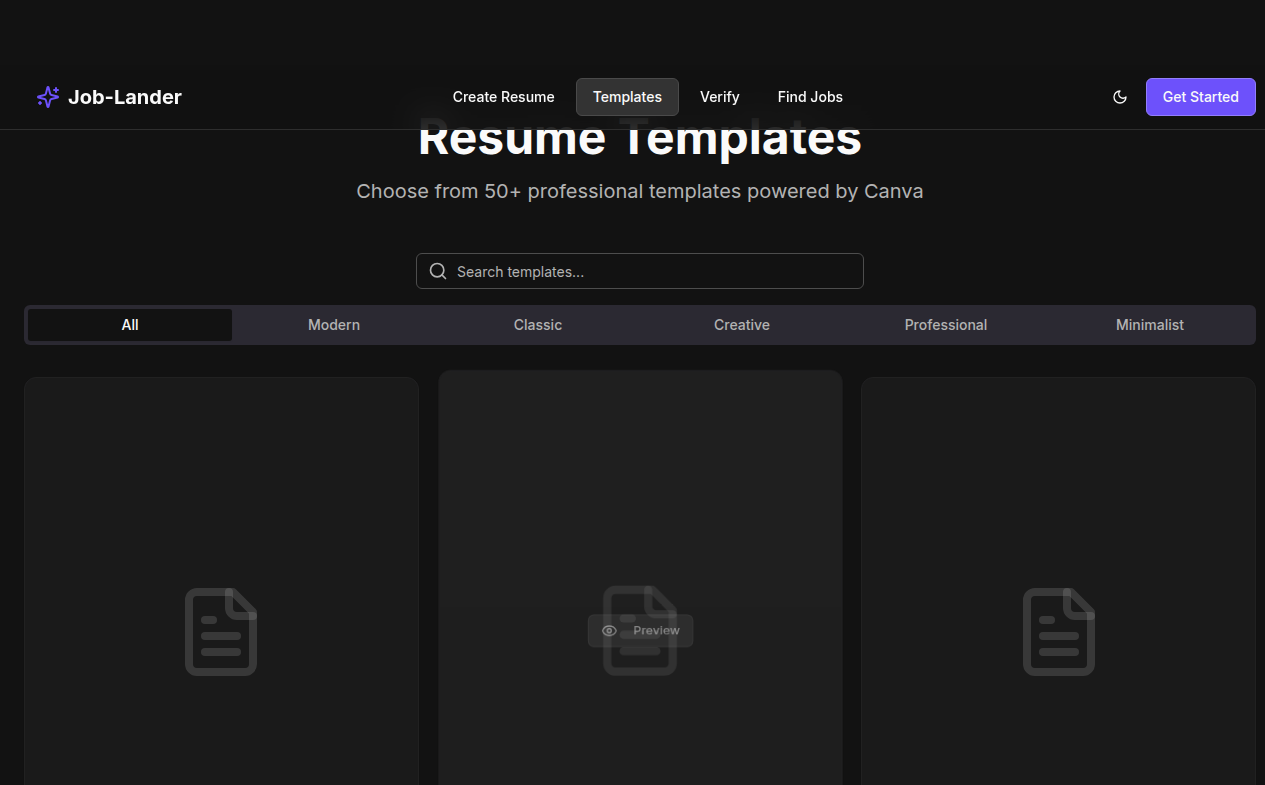 Job-Lander
Create Resume
Templates
Verify
Find Jobs
Get Started
Resume Templates
Choose from 50+ professional templates powered by Canva
Search templates...
All
Modern
Classic
Creative
Professional
Minimalist
Preview